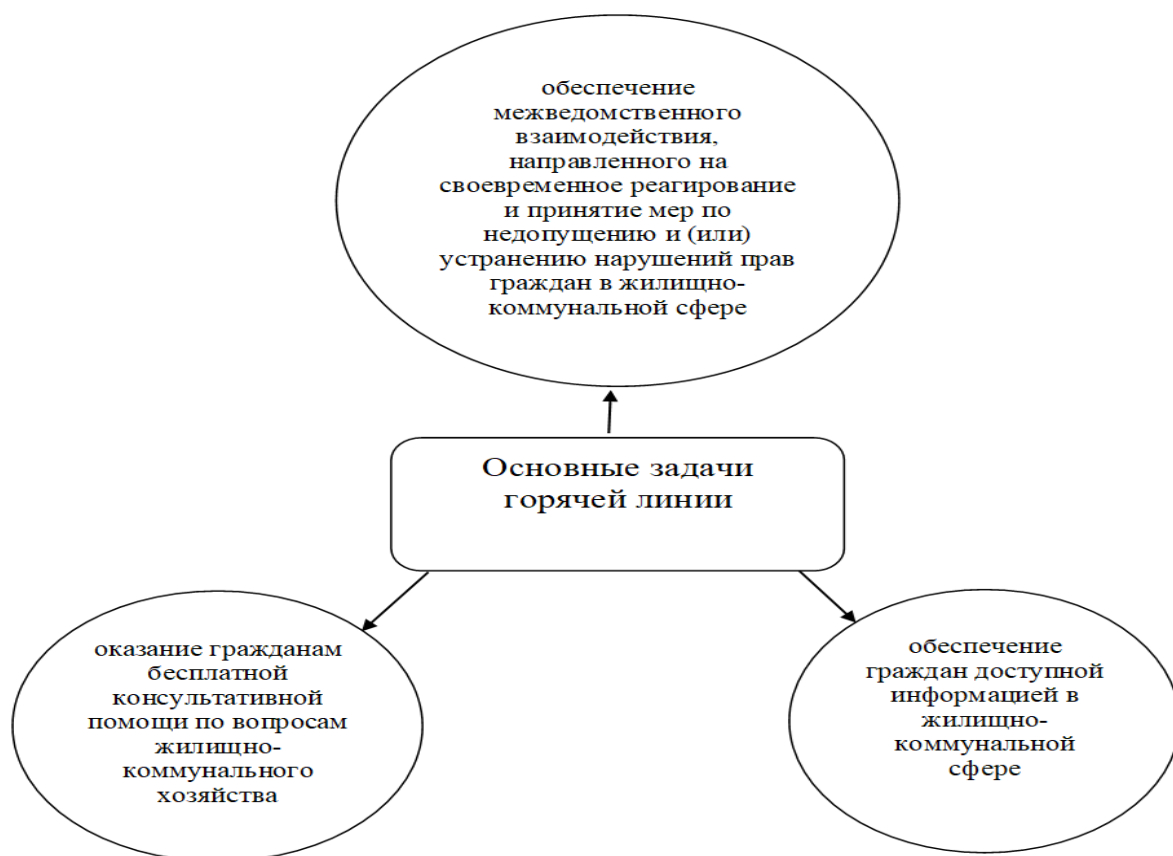 обеспечение
межведомственного
взаимодействия,
направленного на
своевременное реагирование
и принятие мер по
недопущению и (или)
устранению нарушений прав
граждан в жилищно-
коммунальной сфере
Основные задачи
горячей линии
оказание гражданам
бесплатной
консультативной
помощи по вопросам
жилищно-
коммунального
хозяйства
обеспечение
граждан доступной
информацией в
жилищно-
коммунальной
сфере